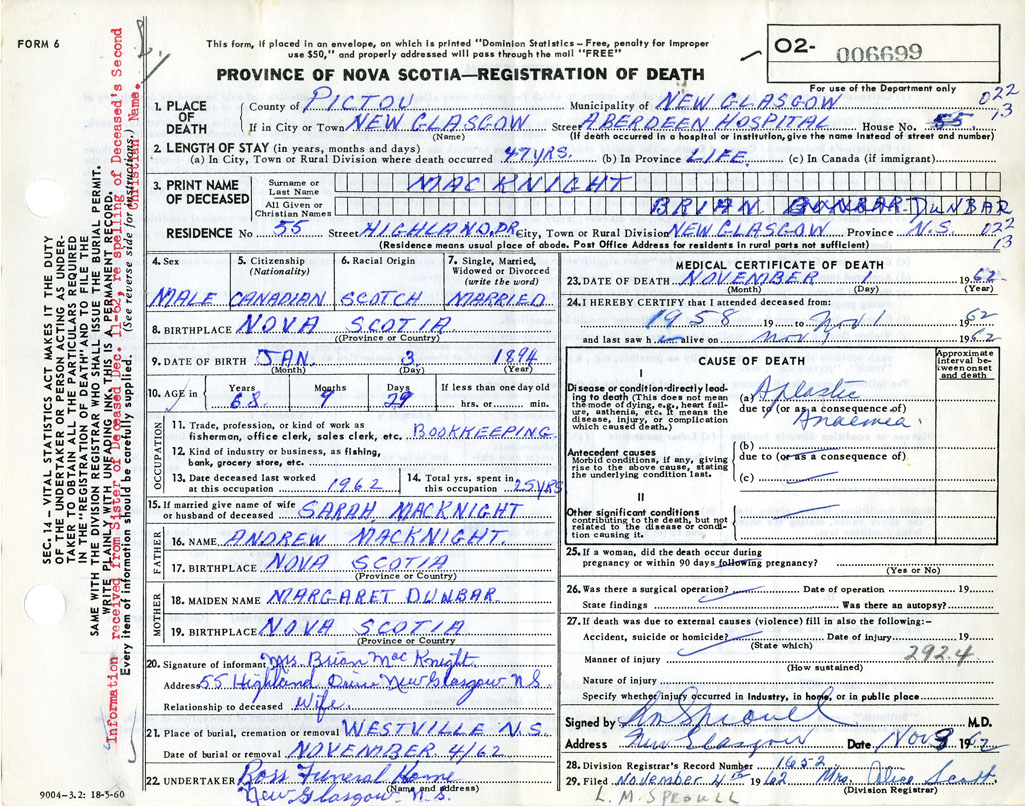 FORM 6
This form, if placed in an envelope, on which is printed "Dominion Statistics – Free, penalty for improper
use $50," and properly addressed will pass through the mail "FREE"
O2- 006699
PROVINCE OF NOVA SCOTIA—REGISTRATION OF DEATH
For use of the Department only
1. PLACE OF DEATH
County of PICTOU Municipality of NEW GLASGOW 022
If in City or Town NEW GLASGOW Street ABERDEEN HOSPITAL House No. 55 13
(Name) (If death occurred in a hospital or institution, give the name instead of street and number)
2. LENGTH OF STAY (in years, months and days)
(a) In City, Town or Rural Division where death occurred 47 YRS. (b) In Province LIFE (c) In Canada (if immigrant)
3. PRINT NAME OF DECEASED
Surname or Last Name MACKNIGHT
All Given or Christian Names BRIAN DUNBAR DUNBAR
RESIDENCE No 55 Street HIGHLAND DR. City, Town or Rural Division NEW GLASGOW Province N.S. 022
13
(Residence means usual place of abode. Post Office Address for residents in rural parts not sufficient)
4. Sex
MALE
5. Citizenship (Nationality)
CANADIAN
6. Racial Origin
SCOTCH
7. Single, Married, Widowed or Divorced (write the word)
MARRIED
8. BIRTHPLACE NOVA SCOTIA
(Province or Country)
9. DATE OF BIRTH JAN. 3 1894
(Month) (Day) (Year)
10. AGE in Years Months Days If less than one day old
68 9 29 hrs. or min.
OCCUPATION
11. Trade, profession, or kind of work as
fisherman, office clerk, sales clerk, etc. BOOKKEEPING
12. Kind of industry or business, as fishing,
bank, grocery store, etc.
13. Date deceased last worked at this occupation 1962
14. Total yrs. spent in this occupation 25 YRS
15. If married give name of wife
or husband of deceased SARAH MACKNIGHT
FATHER
16. NAME ANDREW MACKNIGHT.
17. BIRTHPLACE NOVA SCOTIA
(Province or Country)
MOTHER
18. MAIDEN NAME MARGARET DUNBAR
19. BIRTHPLACE NOVA SCOTIA
(Province or Country)
20. Signature of informant Mrs. Brian MacKnight
Address 55 Highland Drive New Glasgow N.S.
Relationship to deceased Wife.
21. Place of burial, cremation or removal WESTVILLE N.S.
Date of burial or removal NOVEMBER 4/62
22. UNDERTAKER Ross Funeral Home
(Name and address)
New Glasgow. N.S.
MEDICAL CERTIFICATE OF DEATH
23. DATE OF DEATH NOVEMBER 1 1962
(Month) (Day) (Year)
24. I HEREBY CERTIFY that I attended deceased from:
1958 19 to Nov 1 1962
and last saw him alive on Nov 1 1962
CAUSE OF DEATH
Approximate interval between onset and death
I
Disease or condition directly leading to death (This does not
mean the mode of dying, e.g., heart failure, asthenia, etc. It means the
disease, injury, or complication which caused death.)
(a) Aplastic
due to (or as a consequence of)
Anaemia.
Antecedent causes
Morbid conditions, if any, giving
rise to the above cause, stating
the underlying condition last.
(b)
due to (or as a consequence of)
(c)
II
Other significant conditions
contributing to the death, but not
related to the disease or condition causing it.
25. If a woman, did the death occur during
pregnancy or within 90 days following pregnancy?
(Yes or No)
26. Was there a surgical operation? Date of operation 19
State findings Was there an autopsy?
27. If death was due to external causes (violence) fill in also the following:–
Accident, suicide or homicide? Date of injury 19
(State which)
Manner of injury 292.4
(How sustained)
Nature of injury
Specify whether injury occurred in industry, in home, or in public place
Signed by LM Sproull M.D.
Address New Glasgow Date Nov 3 1962
28. Division Registrar's Record Number 1652
29. Filed November 4th 1962 Mrs. Alice Scott
(Division Registrar)
L. M. SPROULL
9004–3.2: 18-5-60
SEC. 14 – VITAL STATISTICS ACT MAKES IT THE DUTY
OF THE UNDERTAKER OR PERSON ACTING AS UNDER-
TAKER TO OBTAIN ALL THE PARTICULARS REQUIRED
IN THE "REGISTRATION OF DEATH" AND TO FILE THE
SAME WITH THE DIVISION REGISTRAR WHO SHALL ISSUE THE BURIAL PERMIT.
WRITE PLAINLY WITH UNFADING INK. THIS IS A PERMANENT RECORD.
Every item of information should be carefully supplied. (See reverse side for instructions.)
Information received from Sister of Deceased Dec. 11-62, re spelling of Deceased's Second
Christian Name.